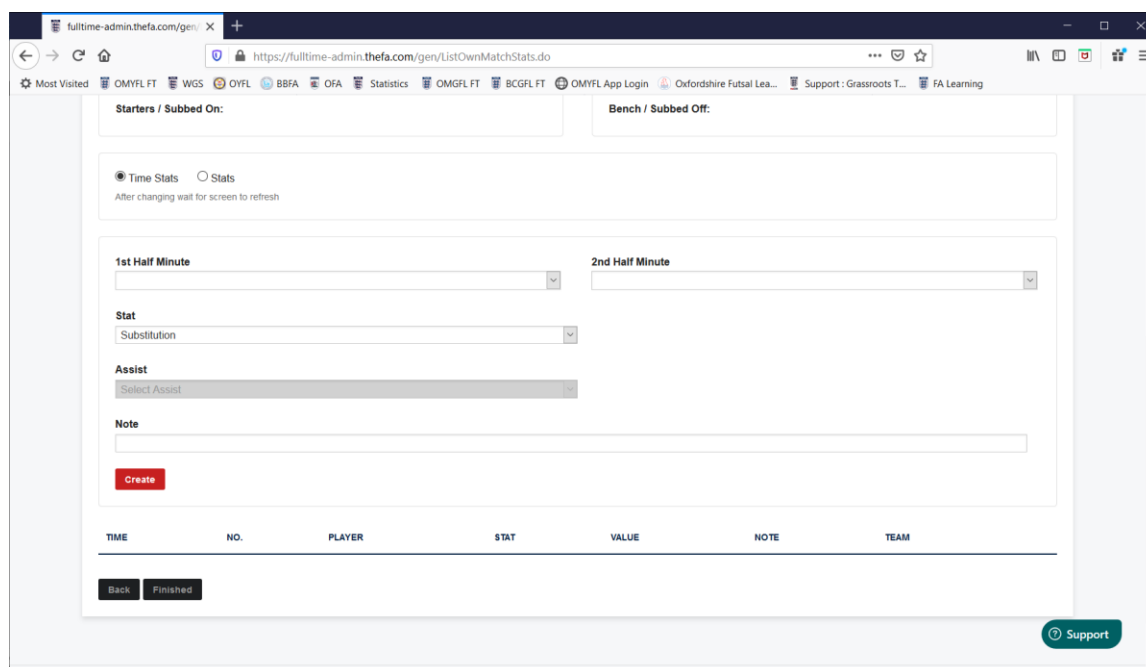 fulltime-admin.thefa.com/gen/
https://fulltime-admin.thefa.com/gen/ListOwnMatchStats.do
Most Visited OMYFL FT WGS OYFL BBFA OFA Statistics OMGFL FT BCGFL FT OMYFL App Login Oxfordshire Futsal Lea... Support : Grassroots T... FA Learning
Starters / Subbed On: Bench / Subbed Off:
Time Stats Stats
After changing wait for screen to refresh
1st Half Minute 2nd Half Minute
Stat
Substitution
Assist
Select Assist
Note
Create
TIME NO. PLAYER STAT VALUE NOTE TEAM
Back Finished
Support